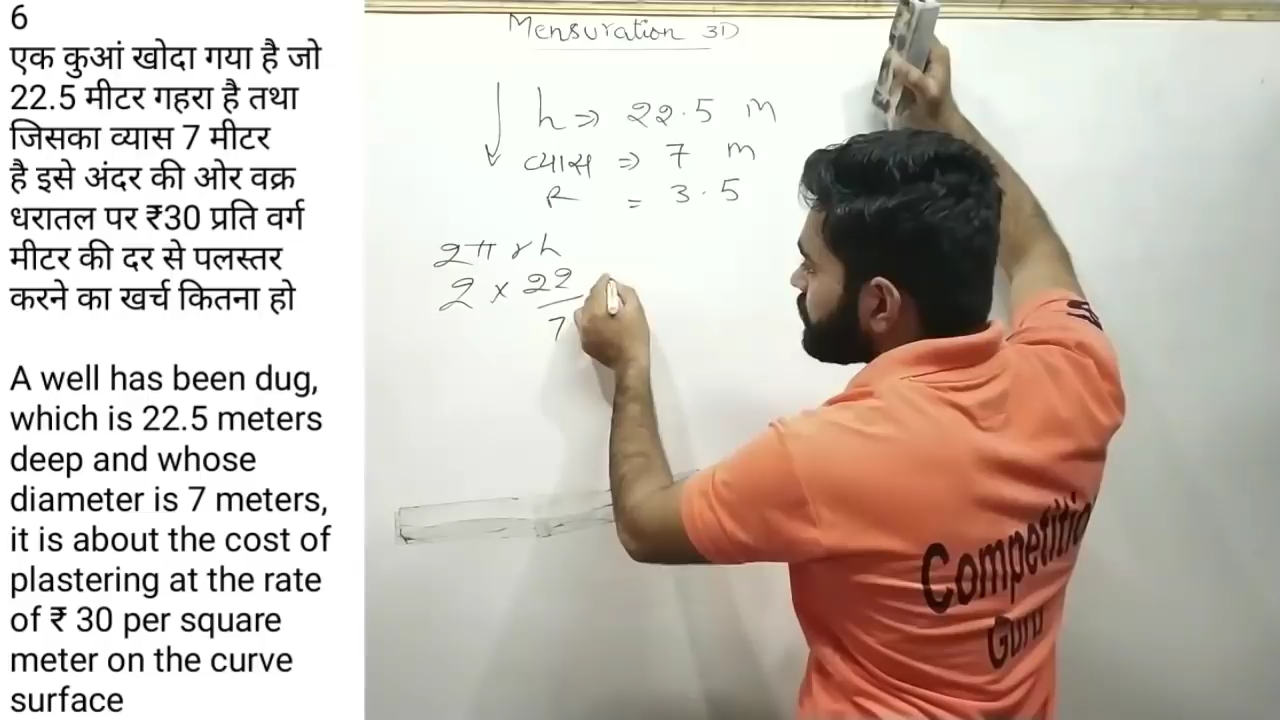 6
एक कुआं खोदा गया है जो
22.5 मीटर गहरा है तथा
जिसका व्यास 7 मीटर
है इसे अंदर की ओर वक्र
धरातल पर ₹30 प्रति वर्ग
मीटर की दर से पलस्तर
करने का खर्च कितना हो
A well has been dug,
which is 22.5 meters
deep and whose
diameter is 7 meters,
it is about the cost of
plastering at the rate
of ₹ 30 per square
meter on the curve
surface
Mensuration 3D
h ⇒ 22.5 m
व्यास ⇒ 7 m
R = 3.5
2πrh
2 × 22/7
Competition
Guru